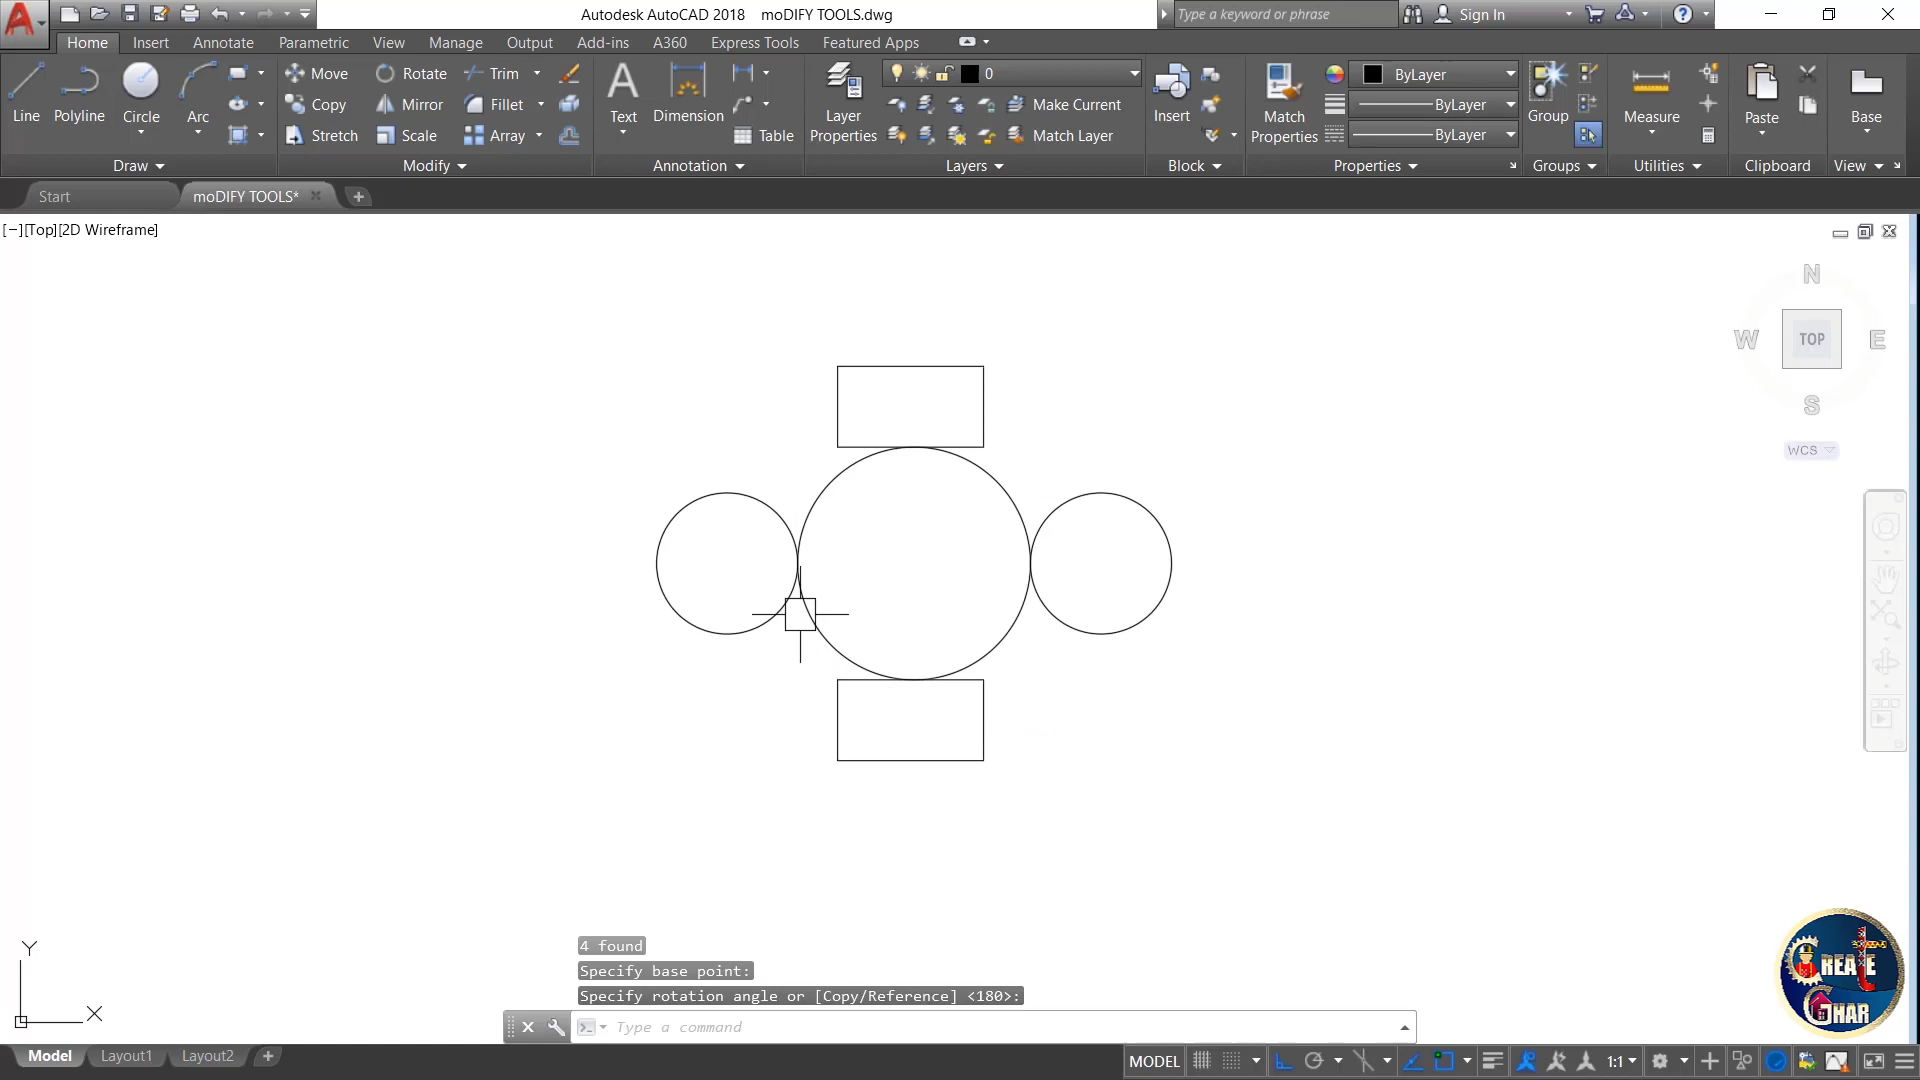 Autodesk AutoCAD 2018 moDIFY TOOLS.dwg
Type a keyword or phrase
Sign In
Home Insert Annotate Parametric View Manage Output Add-ins A360 Express Tools Featured Apps
Line
Polyline
Circle
Arc
Move
Rotate
Trim
Copy
Mirror
Fillet
Stretch
Scale
Array
Text
Dimension
Table
Layer
Properties
0
Make Current
Match Layer
Insert
Match
Properties
ByLayer
ByLayer
ByLayer
Group
Measure
Paste
Base
Draw
Modify
Annotation
Layers
Block
Properties
Groups
Utilities
Clipboard
View
Start
moDIFY TOOLS*
[−][Top][2D Wireframe]
N
W
TOP
E
S
WCS
4 found
Specify base point:
Specify rotation angle or [Copy/Reference] <180>:
Type a command
Y
X
CREATE
GHAR
Model Layout1 Layout2
MODEL
1:1